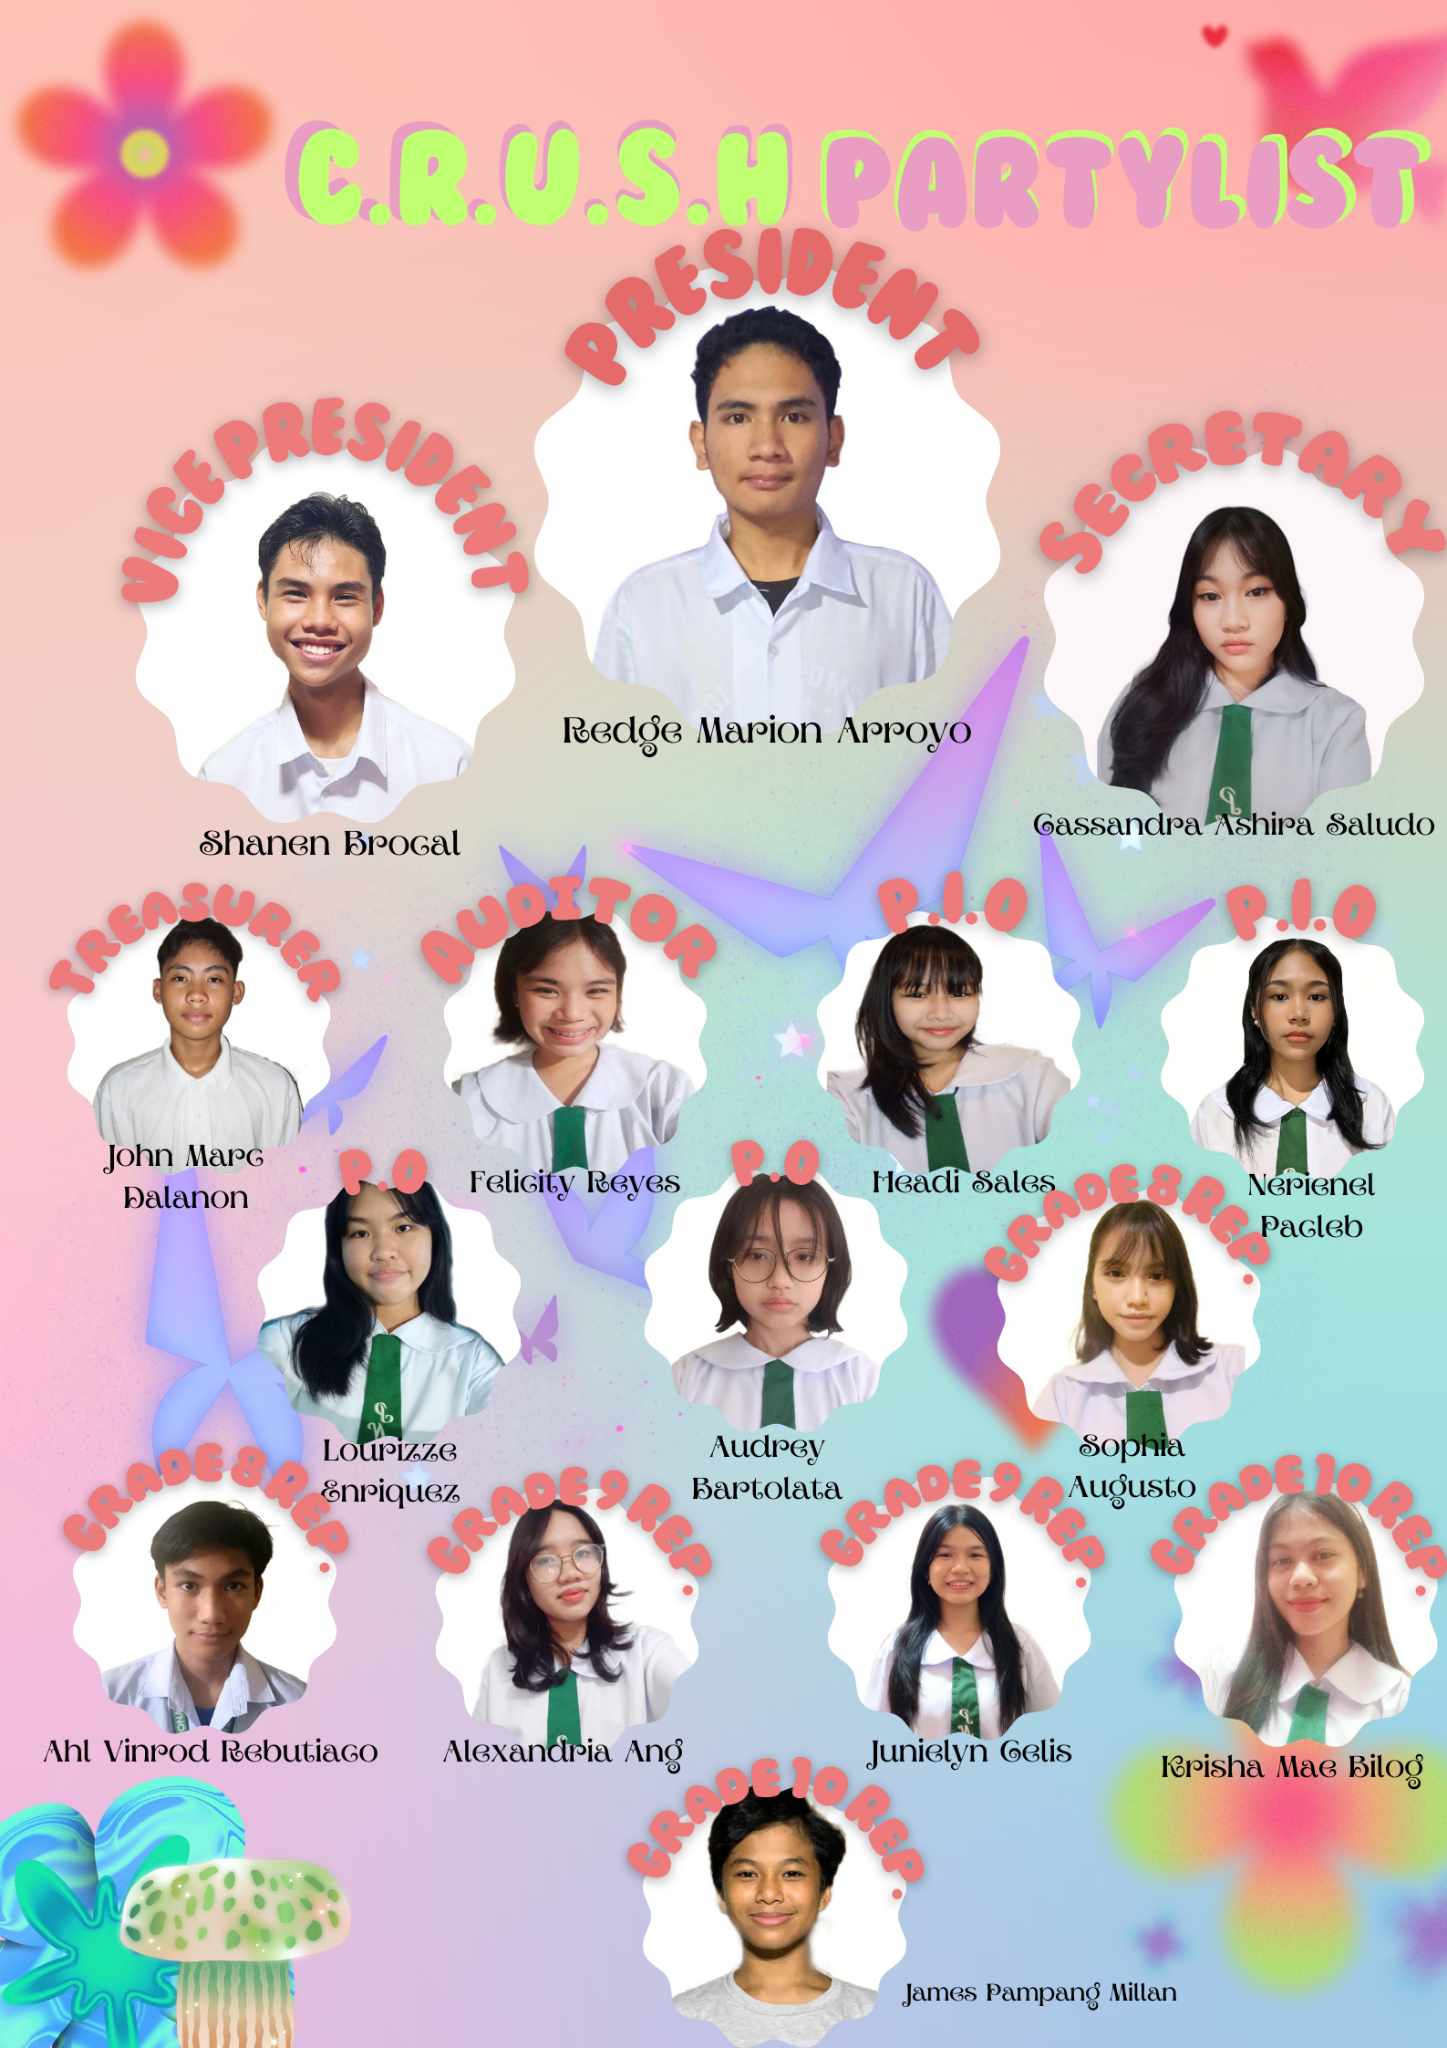 C.R.U.S.H PARTYLIST
PRESIDENT
Redge Marion Arroyo
VICE PRESIDENT
Shanen Brocal
SECRETARY
Cassandra Ashira Saludo
TREASURER
John Marc
Dalanon
AUDITOR
Felicity Reyes
P.I.O
Headi Sales
P.I.O
Nerienel
Pacleb
P.O
Lourizze
Enriquez
P.O
Audrey
Bartolata
GRADE 8 REP.
Sophia
Augusto
GRADE 8 REP.
Ahl Vinrod Rebutiaco
GRADE 9 REP.
Alexandria Ang
GRADE 9 REP.
Junielyn Celis
GRADE 10 REP.
Krisha Mae Bilog
GRADE 10 REP.
James Pampang Millan